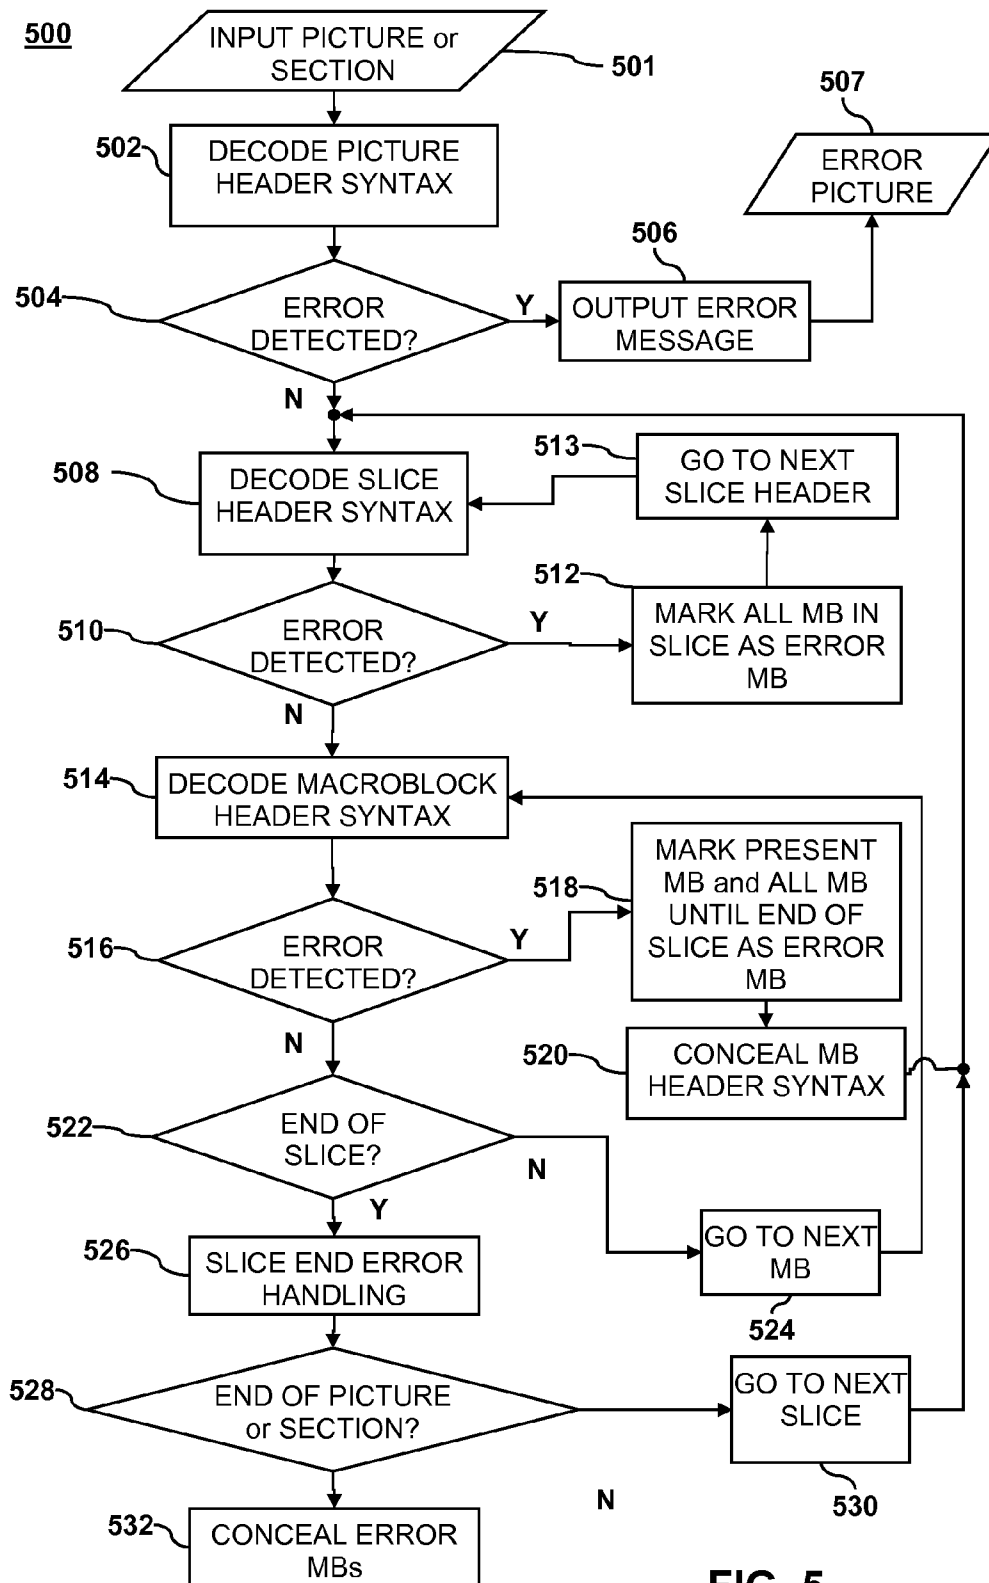 500
INPUT PICTURE or
SECTION
501
507
502
DECODE PICTURE
HEADER SYNTAX
ERROR
PICTURE
506
504
ERROR
DETECTED?
Y
OUTPUT ERROR
MESSAGE
N
513
GO TO NEXT
SLICE HEADER
508
DECODE SLICE
HEADER SYNTAX
512
510
ERROR
DETECTED?
Y
MARK ALL MB IN
SLICE AS ERROR
MB
N
514
DECODE MACROBLOCK
HEADER SYNTAX
518
MARK PRESENT
MB and ALL MB
UNTIL END OF
SLICE AS ERROR
MB
516
ERROR
DETECTED?
Y
N
520
CONCEAL MB
HEADER SYNTAX
522
END OF
SLICE?
N
Y
526
SLICE END ERROR
HANDLING
GO TO NEXT
MB
524
528
END OF PICTURE
or SECTION?
GO TO NEXT
SLICE
N
530
532
CONCEAL ERROR
MBs
FIG. 5